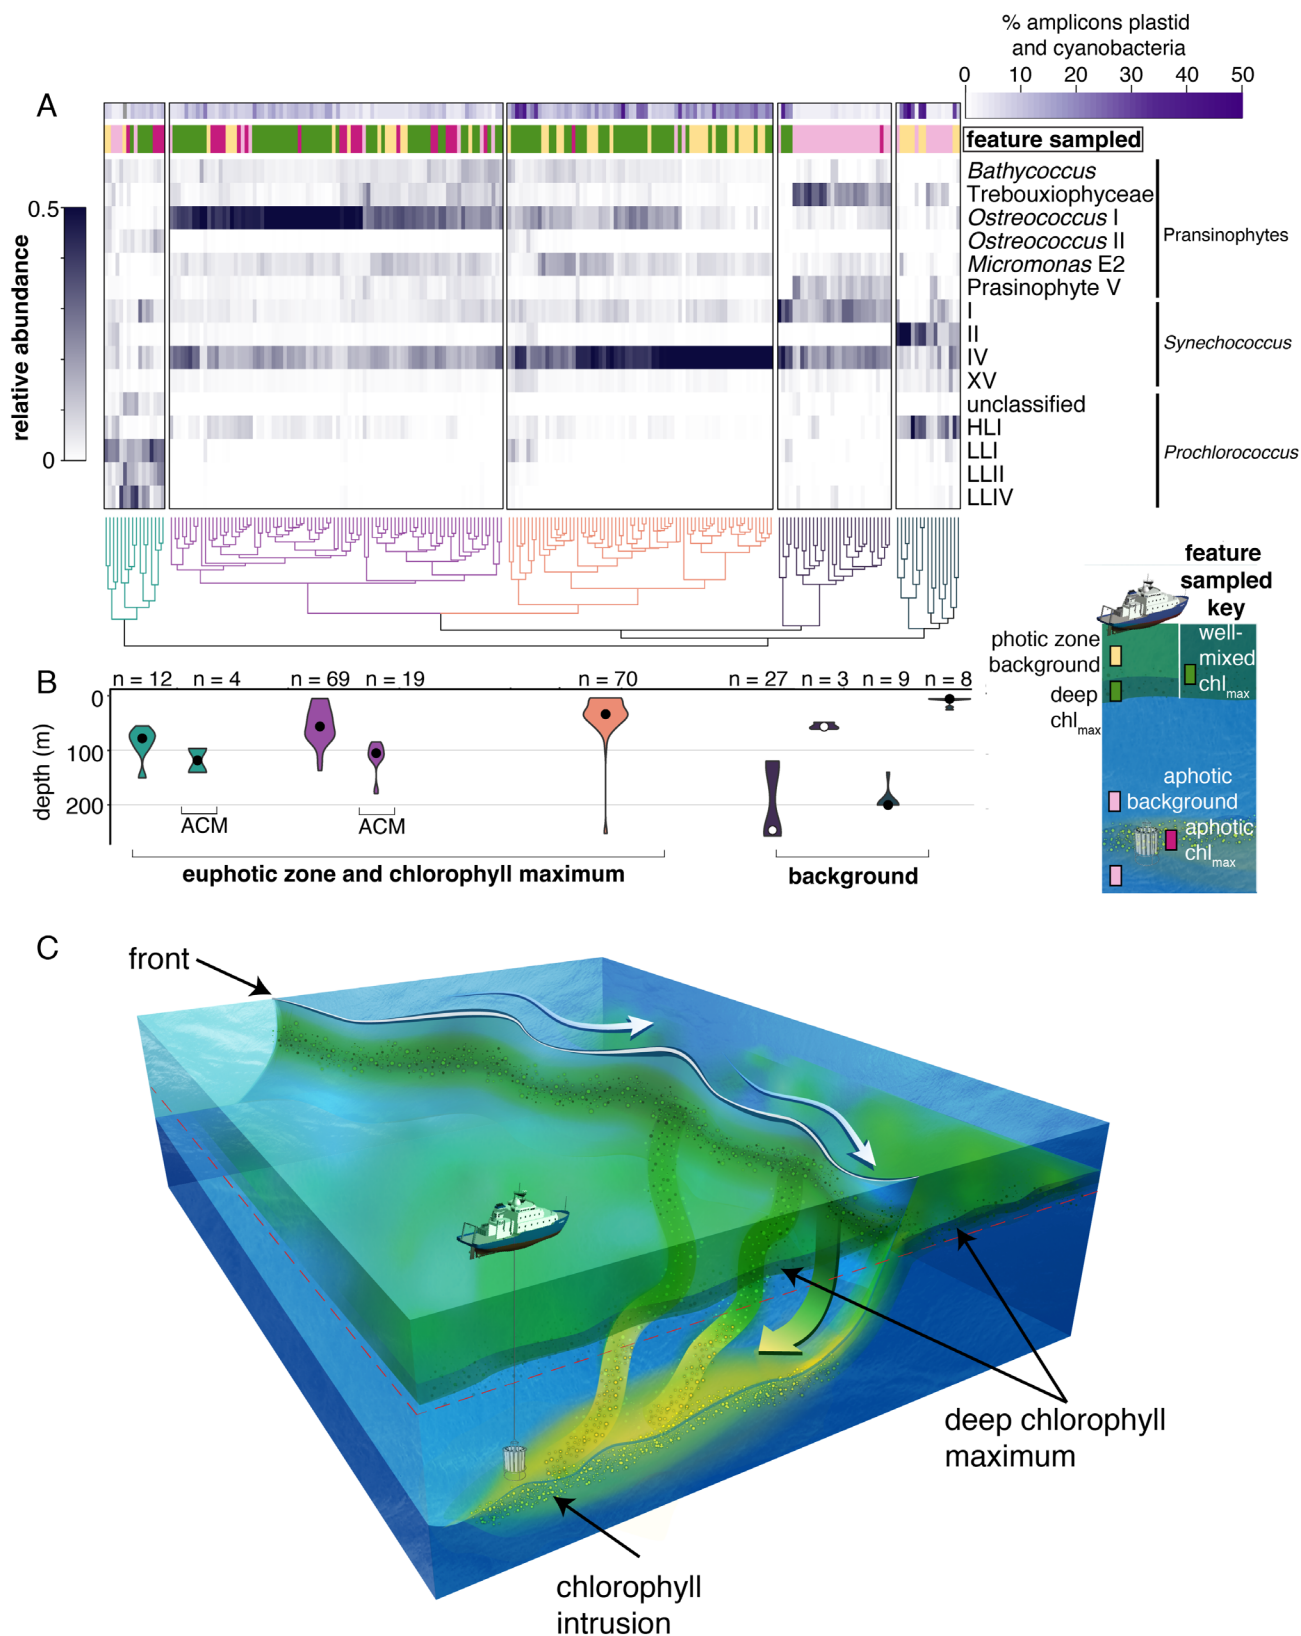 % amplicons plastid
and cyanobacteria
0 10 20 30 40 50
A
feature sampled
Bathycoccus
Trebouxiophyceae
Ostreococcus I
Ostreococcus II
Micromonas E2
Prasinophyte V
Pransinophytes
I
II
IV
XV
Synechococcus
unclassified
HLI
LLI
LLII
LLIV
Prochlorococcus
0.5
relative abundance
0
feature
sampled
key
photic zone
background
deep
chlmax
well-
mixed
chlmax
aphotic
background
aphotic
chlmax
B
n = 12 n = 4 n = 69 n = 19 n = 70 n = 27 n = 3 n = 9 n = 8
0
100
200
depth (m)
ACM
ACM
euphotic zone and chlorophyll maximum
background
C
front
deep chlorophyll
maximum
chlorophyll
intrusion